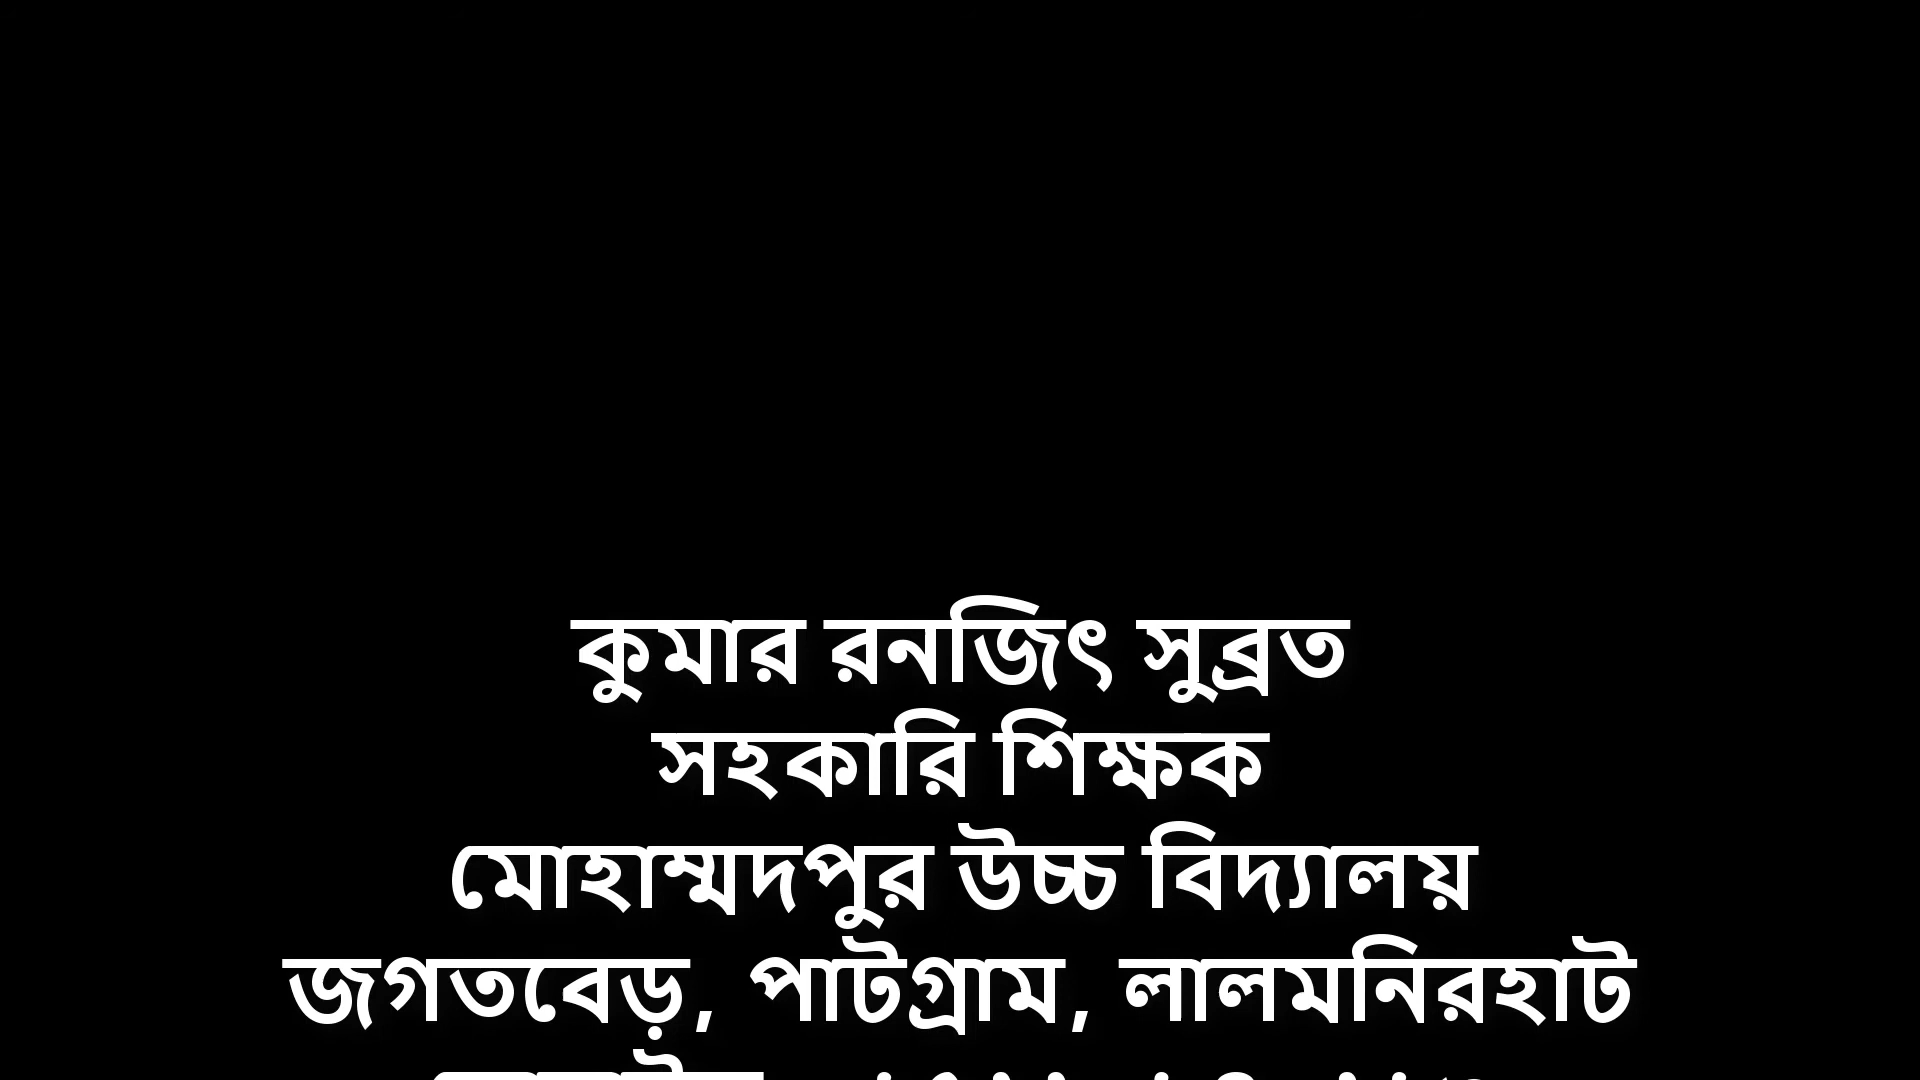 কুমার রনজিৎ সুব্রত
সহকারি শিক্ষক
মোহাম্মদপুর উচ্চ বিদ্যালয়
জগতবেড়, পাটগ্রাম, লালমনিরহাট